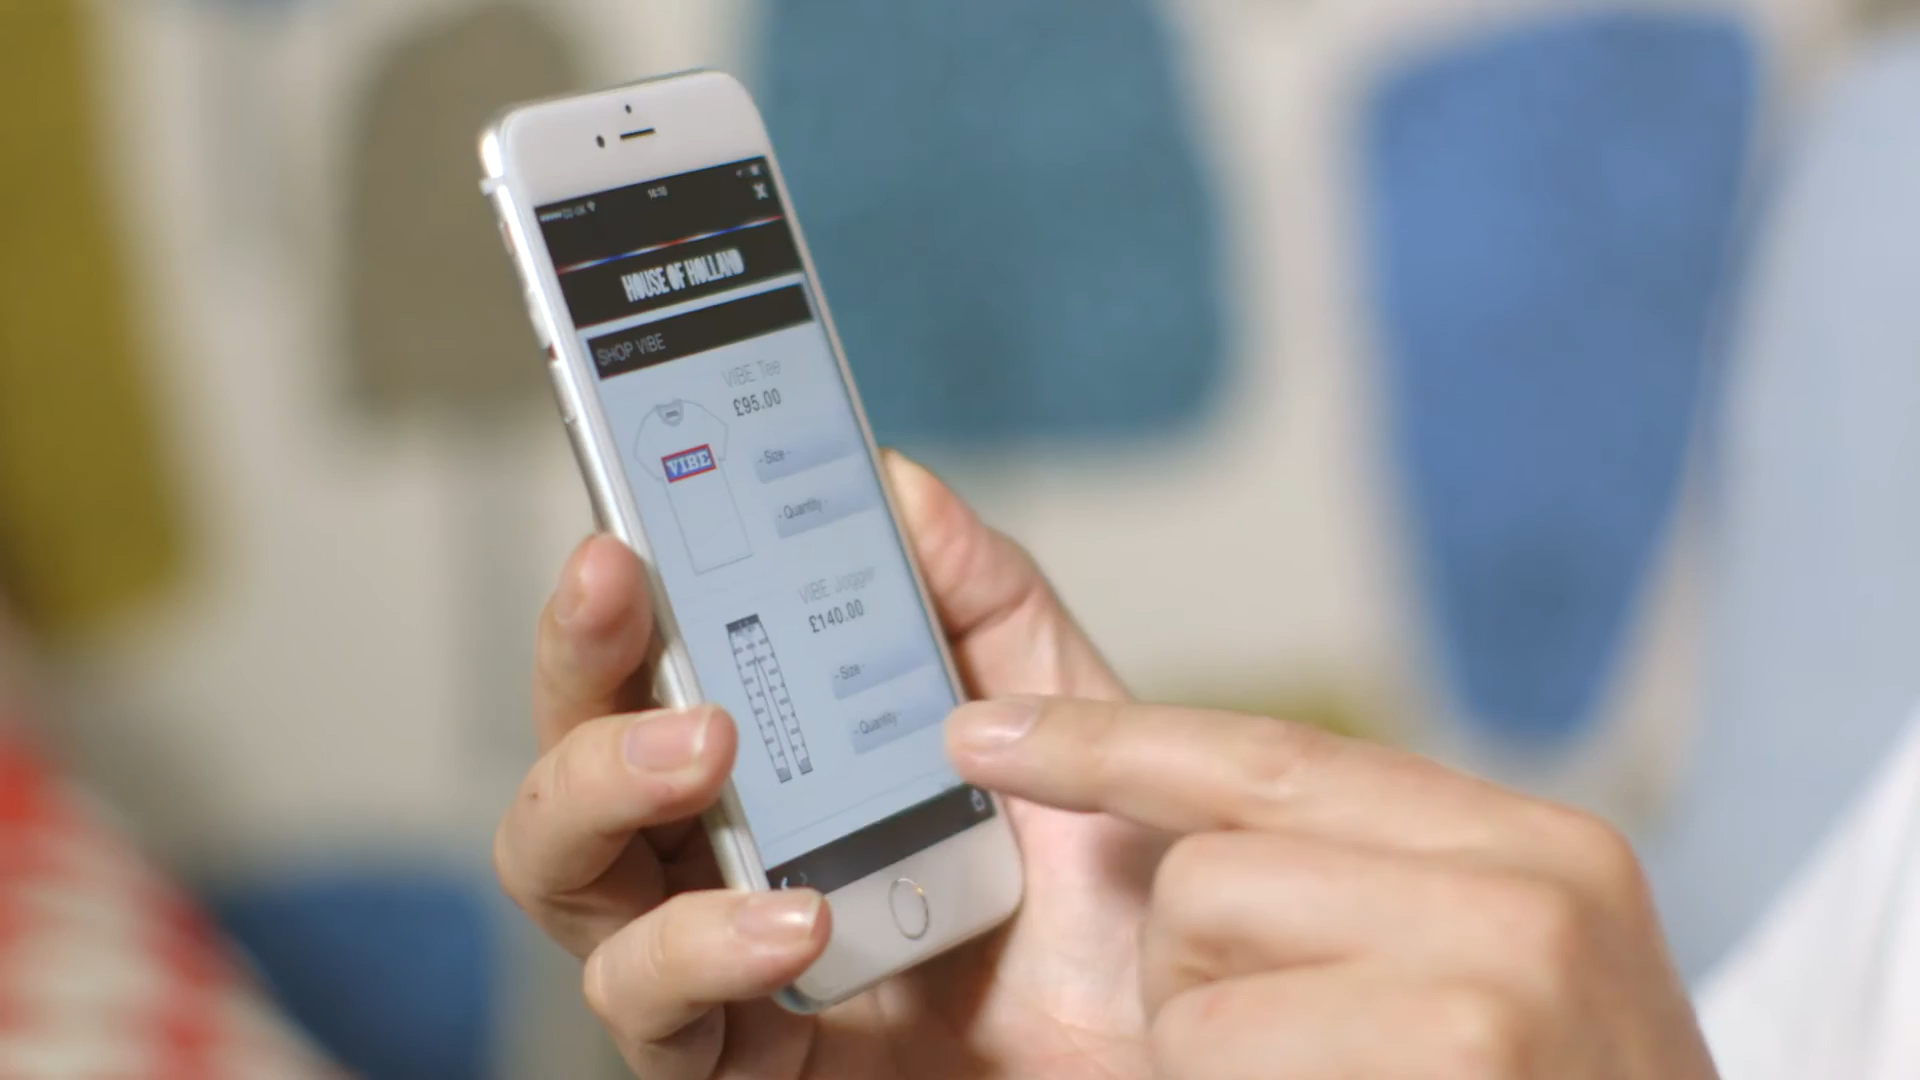 HOUSE OF HOLLAND
SHOP VIBE
VIBE Tee
£95.00
VIBE
- Size -
- Quantity -
VIBE Jogger
£140.00
- Size -
- Quantity -